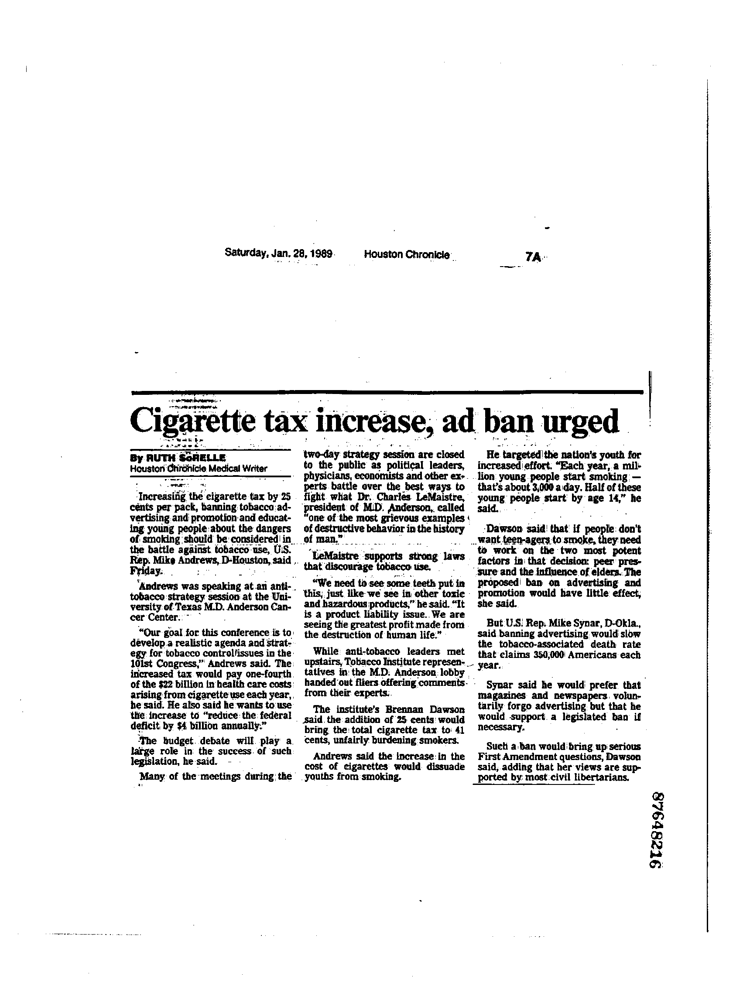 Saturday, Jan. 28, 1989 Houston Chronicle 7A
Cigarette tax increase, ad ban urged
By RUTH SoRELLE
Houston Chronicle Medical Writer
Increasing the cigarette tax by 25
cents per pack, banning tobacco ad-
vertising and promotion and educat-
ing young people about the dangers
of smoking should be considered in
the battle against tobacco use, U.S.
Rep. Mike Andrews, D-Houston, said
Friday.
Andrews was speaking at an anti-
tobacco strategy session at the Uni-
versity of Texas M.D. Anderson Can-
cer Center.
"Our goal for this conference is to
develop a realistic agenda and strat-
egy for tobacco control issues in the
101st Congress," Andrews said. The
increased tax would pay one-fourth
of the $22 billion in health care costs
arising from cigarette use each year,
he said. He also said he wants to use
the increase to "reduce the federal
deficit by $4 billion annually."
The budget debate will play a
large role in the success of such
legislation, he said.
Many of the meetings during the
two-day strategy session are closed
to the public as political leaders,
physicians, economists and other ex-
perts battle over the best ways to
fight what Dr. Charles LeMaistre,
president of M.D. Anderson, called
"one of the most grievous examples
of destructive behavior in the history
of man."
LeMaistre supports strong laws
that discourage tobacco use.
"We need to see some teeth put in
this, just like we see in other toxic
and hazardous products," he said. "It
is a product liability issue. We are
seeing the greatest profit made from
the destruction of human life."
While anti-tobacco leaders met
upstairs, Tobacco Institute represen-
tatives in the M.D. Anderson lobby
handed out fliers offering comments
from their experts.
The institute's Brennan Dawson
said the addition of 25 cents would
bring the total cigarette tax to 41
cents, unfairly burdening smokers.
Andrews said the increase in the
cost of cigarettes would dissuade
youths from smoking.
He targeted the nation's youth for
increased effort. "Each year, a mil-
lion young people start smoking —
that's about 3,000 a day. Half of these
young people start by age 14," he
said.
Dawson said that if people don't
want teen-agers to smoke, they need
to work on the two most potent
factors in that decision: peer pres-
sure and the influence of elders. The
proposed ban on advertising and
promotion would have little effect,
she said.
But U.S. Rep. Mike Synar, D-Okla.,
said banning advertising would slow
the tobacco-associated death rate
that claims 350,000 Americans each
year.
Synar said he would prefer that
magazines and newspapers volun-
tarily forgo advertising but that he
would support a legislated ban if
necessary.
Such a ban would bring up serious
First Amendment questions, Dawson
said, adding that her views are sup-
ported by most civil libertarians.
87648216